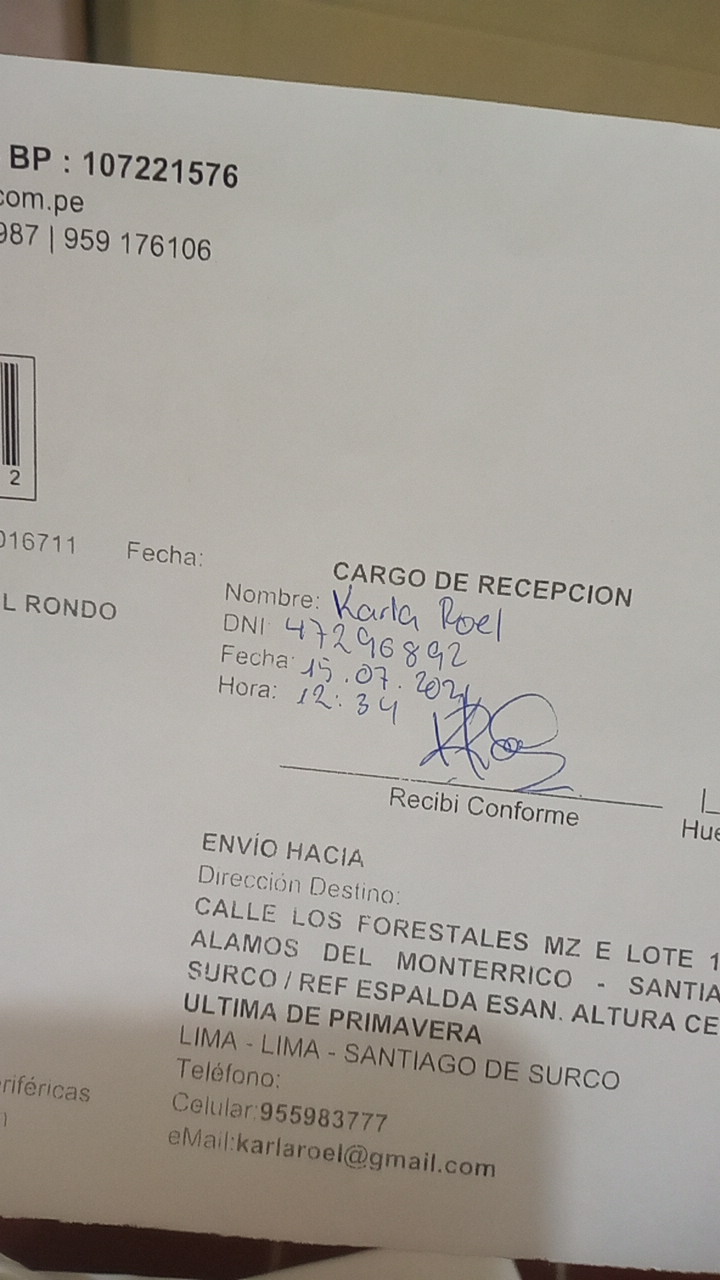 BP : 107221576
com.pe
987 | 959 176106
2
016711 Fecha:
L RONDO
CARGO DE RECEPCION
Nombre: Karla Roel
DNI: 47296892
Fecha: 15.07.2021
Hora: 12:34
Recibi Conforme
Hue
ENVÍO HACIA
Dirección Destino:
CALLE LOS FORESTALES MZ E LOTE 1
ALAMOS DEL MONTERRICO - SANTIA
SURCO / REF ESPALDA ESAN. ALTURA CE
ULTIMA DE PRIMAVERA
LIMA - LIMA - SANTIAGO DE SURCO
Teléfono:
Celular:955983777
eMail:karlaroel@gmail.com
eriféricas
)